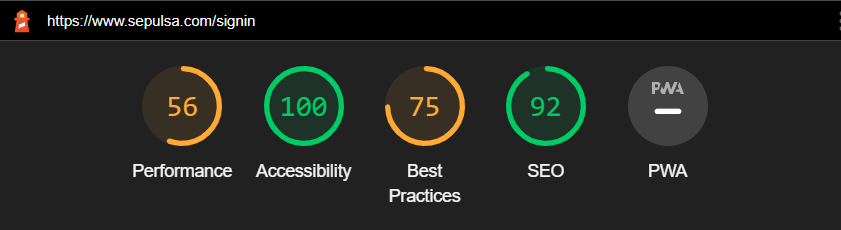 https://www.sepulsa.com/signin
56 100 75 92 PWA
Performance Accessibility Best Practices SEO PWA